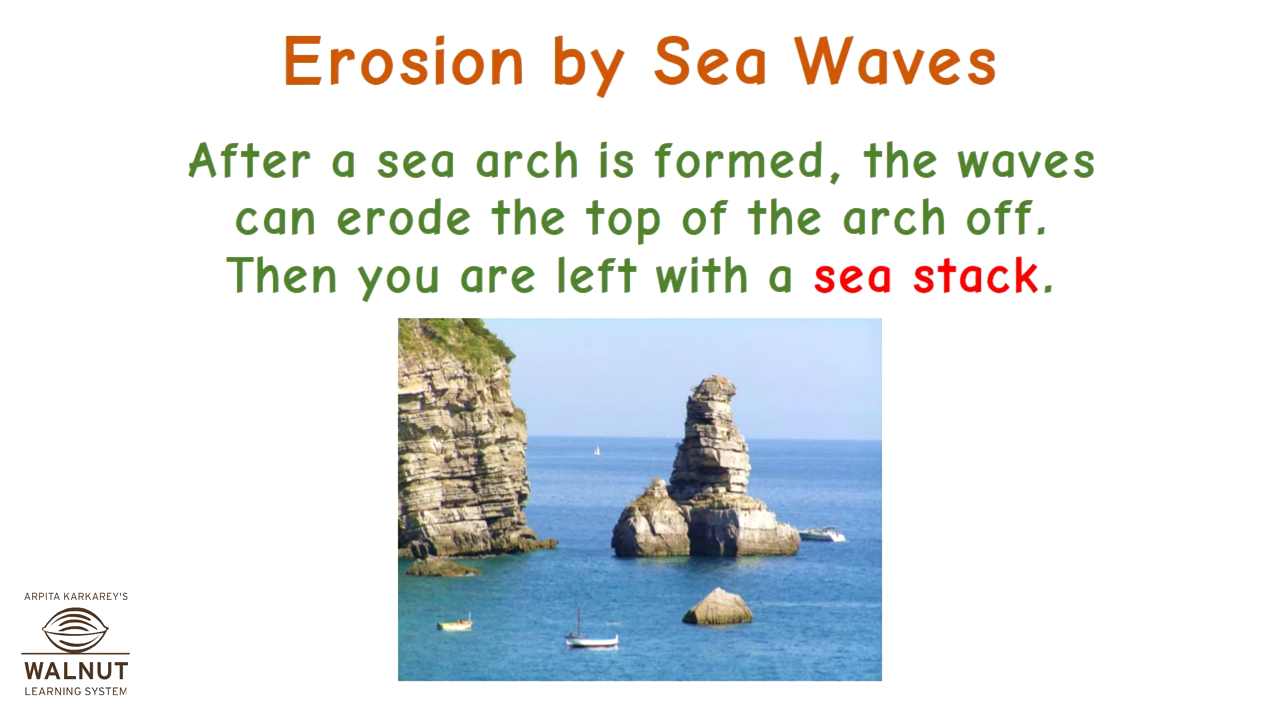 Erosion by Sea Waves
After a sea arch is formed, the waves
can erode the top of the arch off.
Then you are left with a sea stack.
ARPITA KARKAREY'S
WALNUT
LEARNING SYSTEM